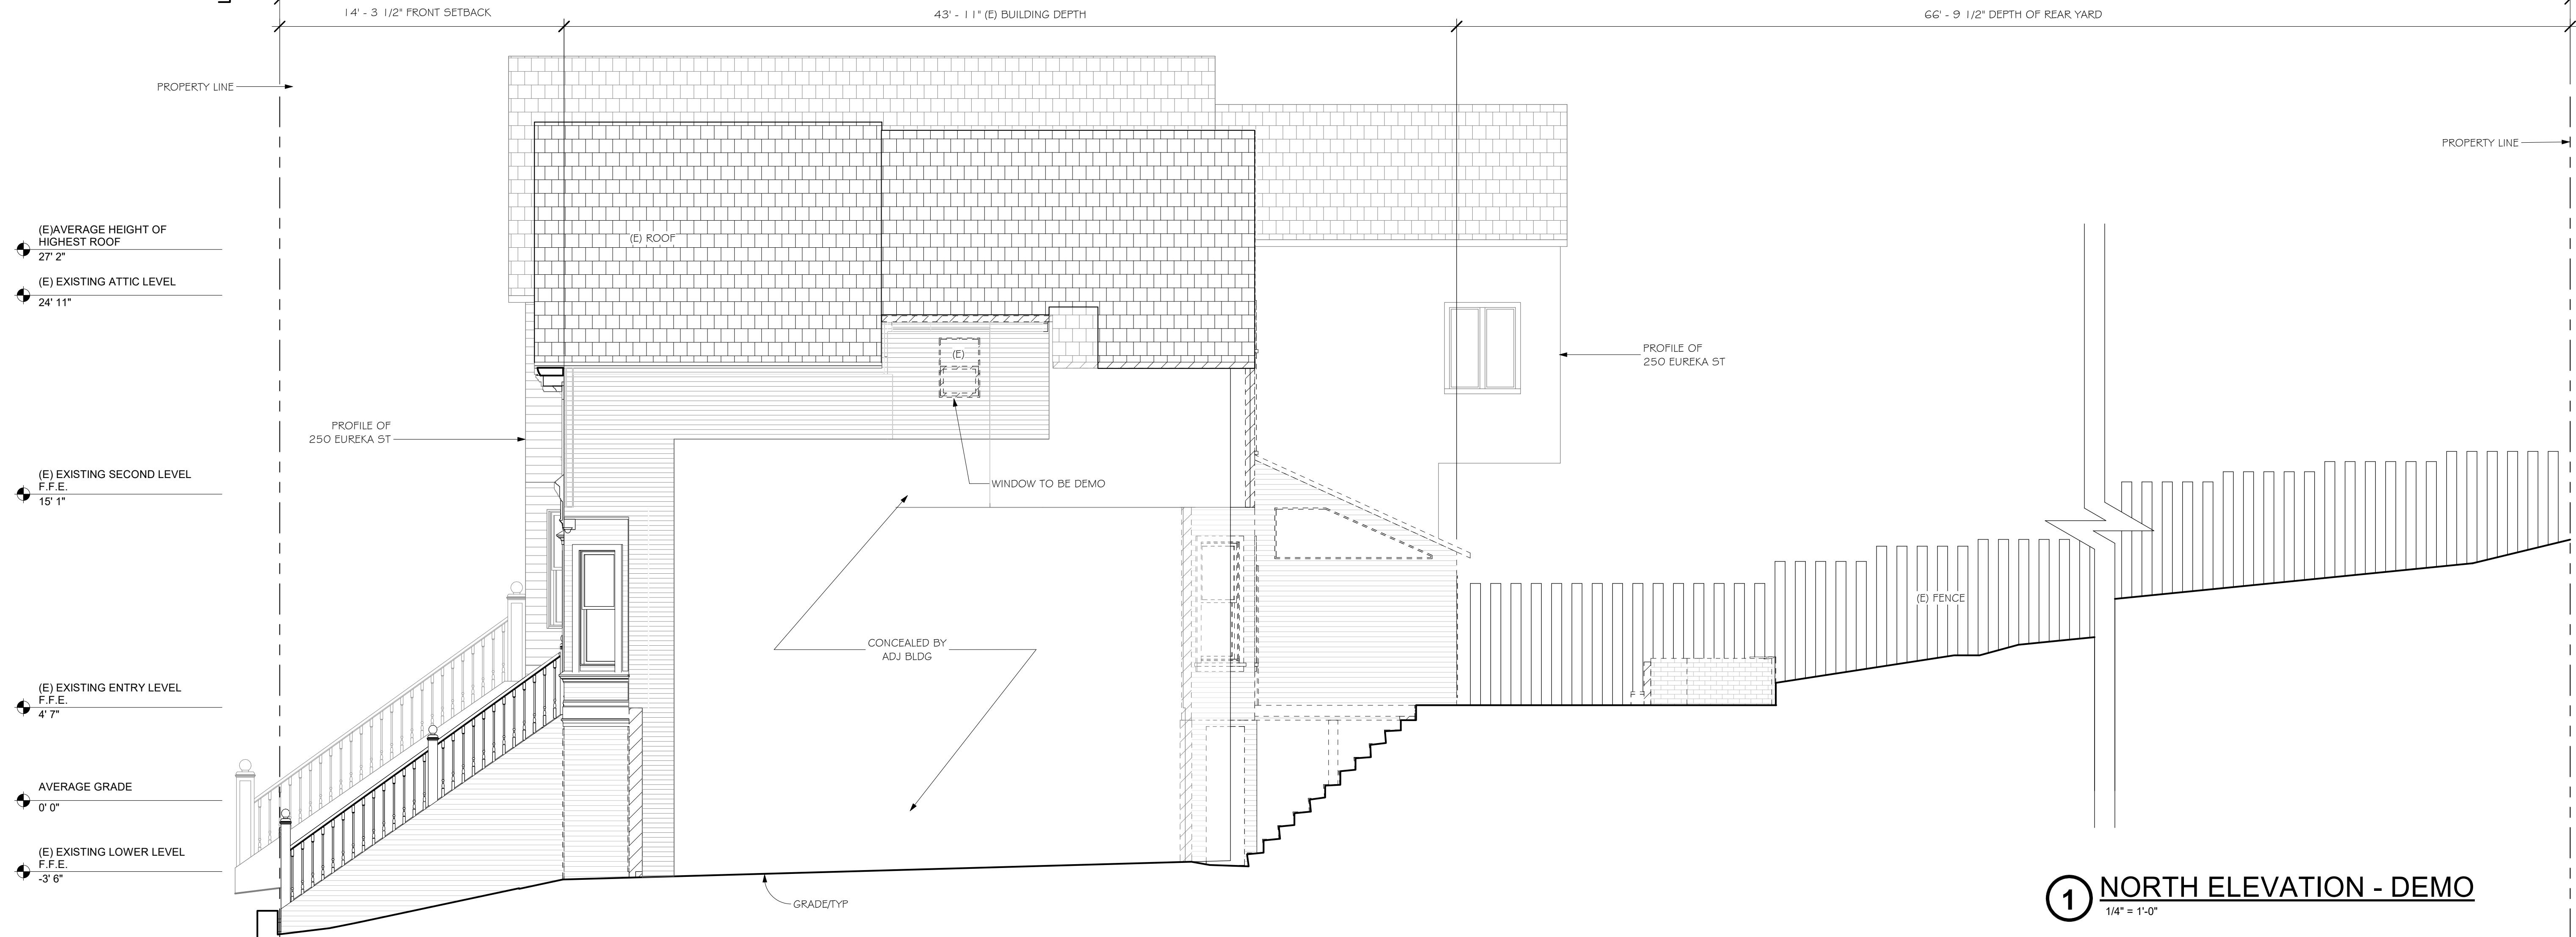 14' - 3 1/2" FRONT SETBACK
43' - 11" (E) BUILDING DEPTH
66' - 9 1/2" DEPTH OF REAR YARD
PROPERTY LINE
PROPERTY LINE
(E)AVERAGE HEIGHT OF
HIGHEST ROOF
27' 2"
(E) EXISTING ATTIC LEVEL
24' 11"
(E) ROOF
(E)
PROFILE OF
250 EUREKA ST
PROFILE OF
250 EUREKA ST
(E) EXISTING SECOND LEVEL
F.F.E.
15' 1"
WINDOW TO BE DEMO
(E) FENCE
CONCEALED BY
ADJ BLDG
(E) EXISTING ENTRY LEVEL
F.F.E.
4' 7"
AVERAGE GRADE
0' 0"
(E) EXISTING LOWER LEVEL
F.F.E.
-3' 6"
GRADE/TYP
1 NORTH ELEVATION - DEMO
1/4" = 1'-0"